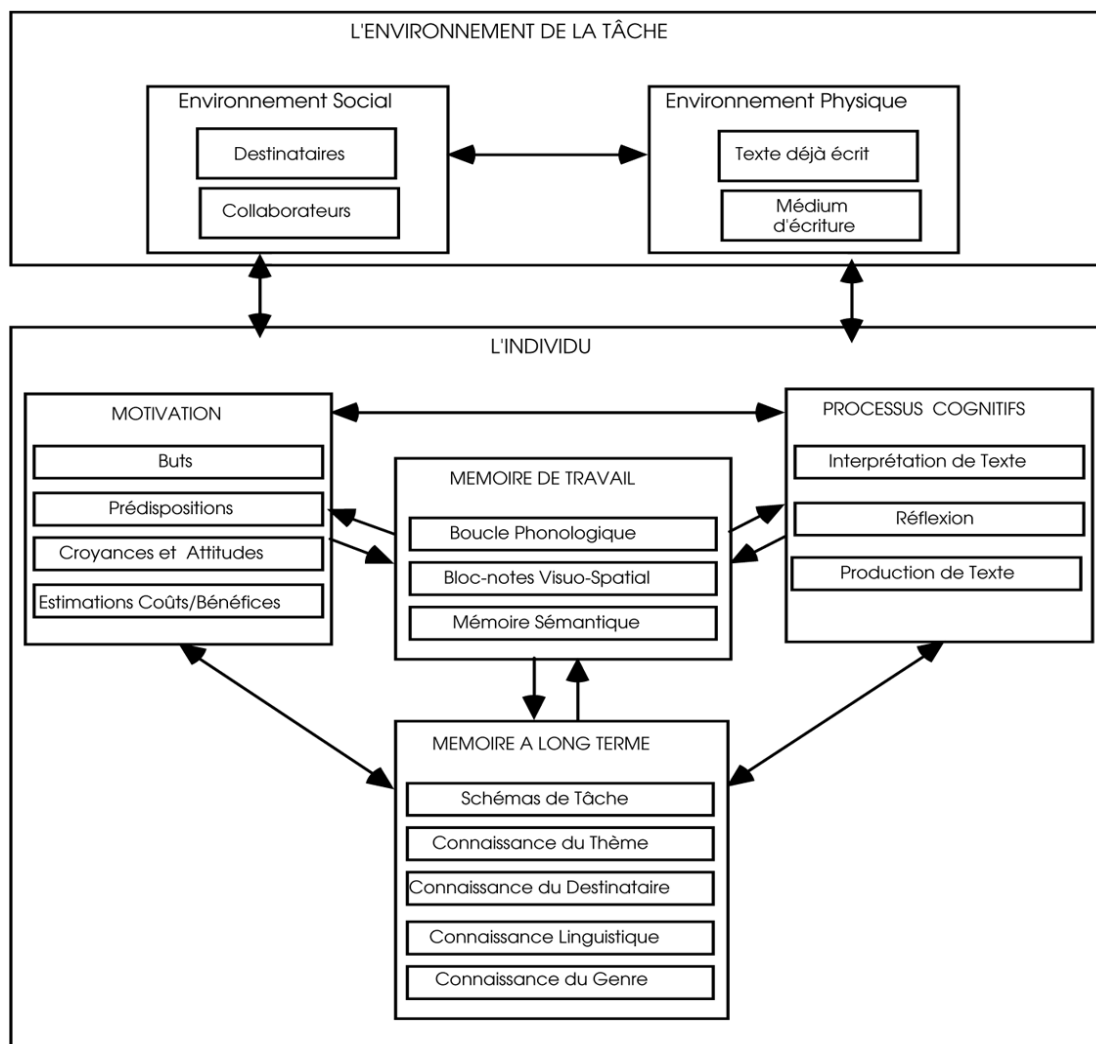 L'ENVIRONNEMENT DE LA TÂCHE
Environnement Social
Destinataires
Collaborateurs
Environnement Physique
Texte déjà écrit
Médium
d'écriture
L'INDIVIDU
MOTIVATION
Buts
Prédispositions
Croyances et Attitudes
Estimations Coûts/Bénéfices
MEMOIRE DE TRAVAIL
Boucle Phonologique
Bloc-notes Visuo-Spatial
Mémoire Sémantique
PROCESSUS COGNITIFS
Interprétation de Texte
Réflexion
Production de Texte
MEMOIRE A LONG TERME
Schémas de Tâche
Connaissance du Thème
Connaissance du Destinataire
Connaissance Linguistique
Connaissance du Genre